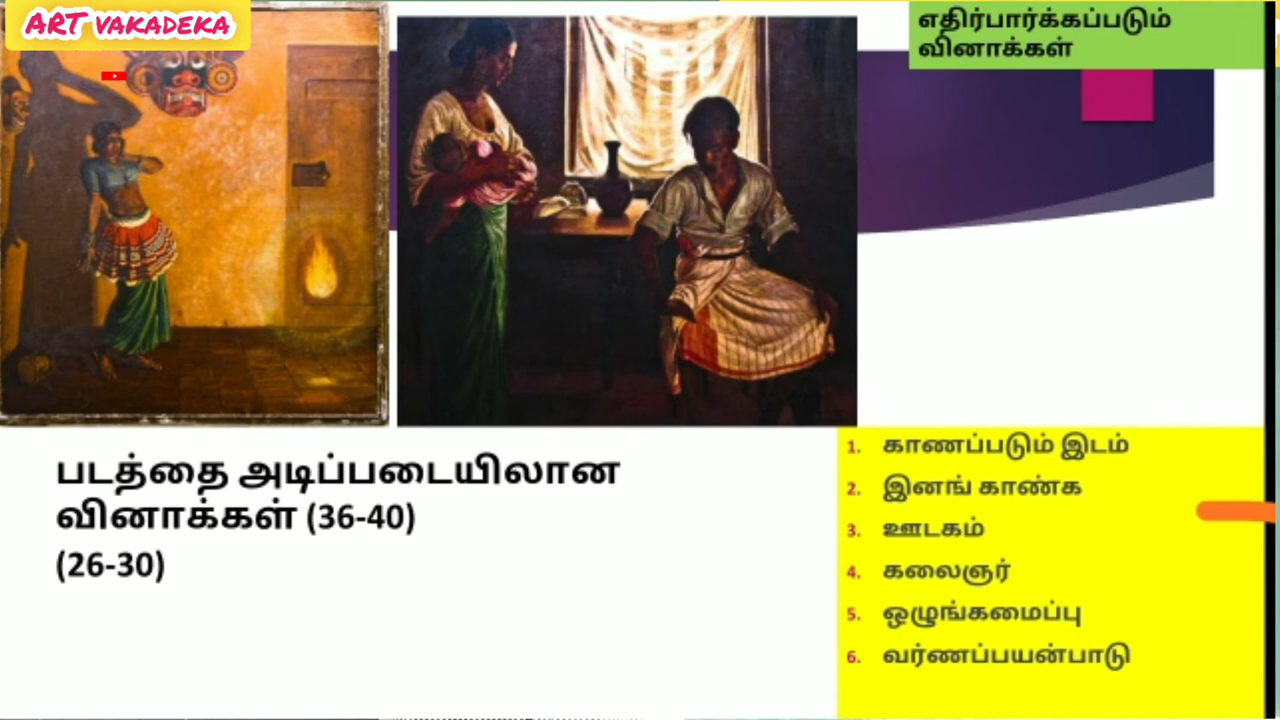 ART VAKADEKA
எதிர்பார்க்கப்படும்
வினாக்கள்
படத்தை அடிப்படையிலான
வினாக்கள் (36-40)
(26-30)
1. காணப்படும் இடம்
2. இனங் காண்க
3. ஊடகம்
4. கலைஞர்
5. ஒழுங்கமைப்பு
6. வர்ணப்பயன்பாடு